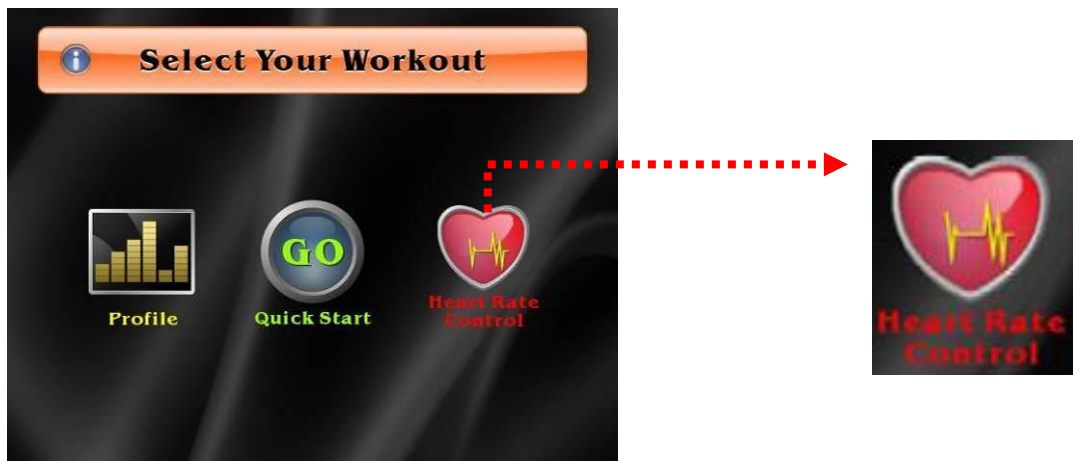 Select Your Workout
GO
Profile
Quick Start
Heart Rate
Control
Heart Rate
Control